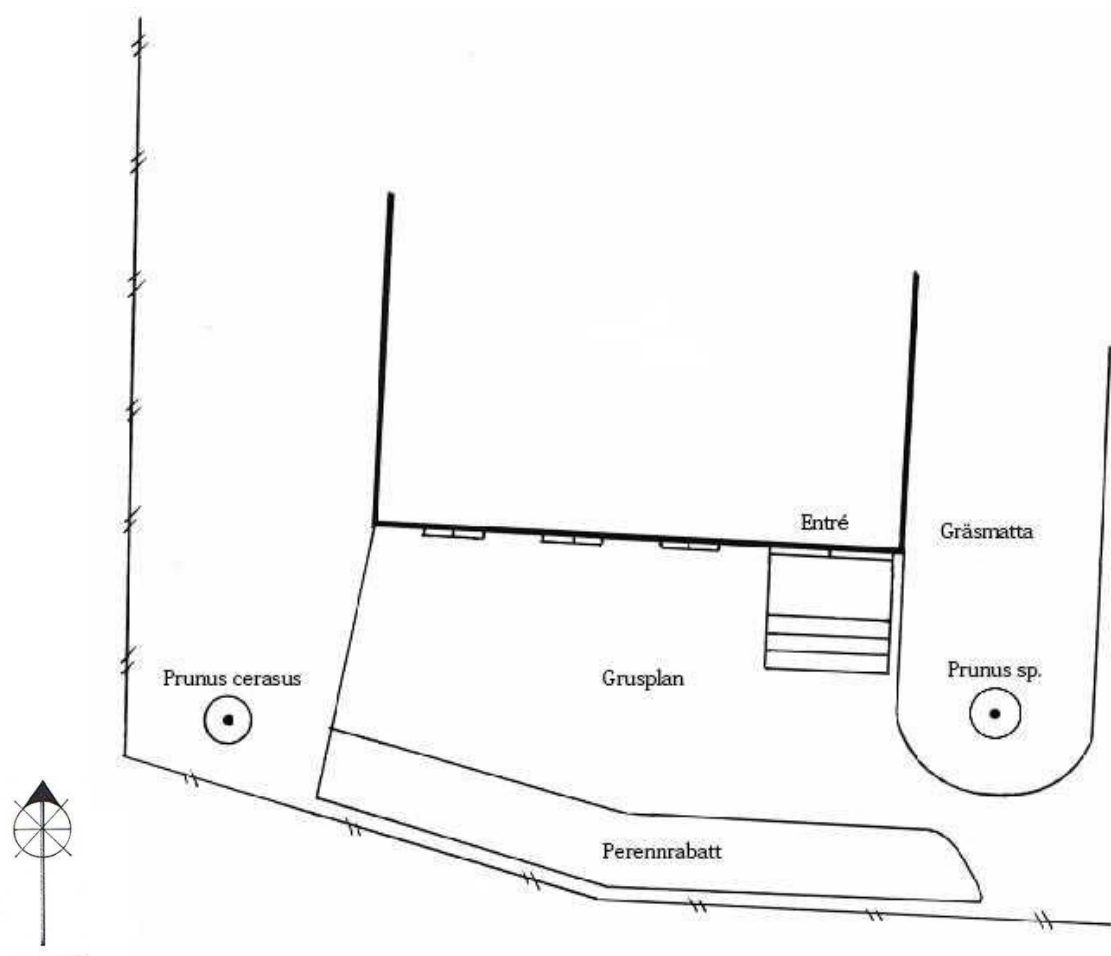 Entré
Gräsmatta
Prunus cerasus
Grusplan
Prunus sp.
Perennrabatt